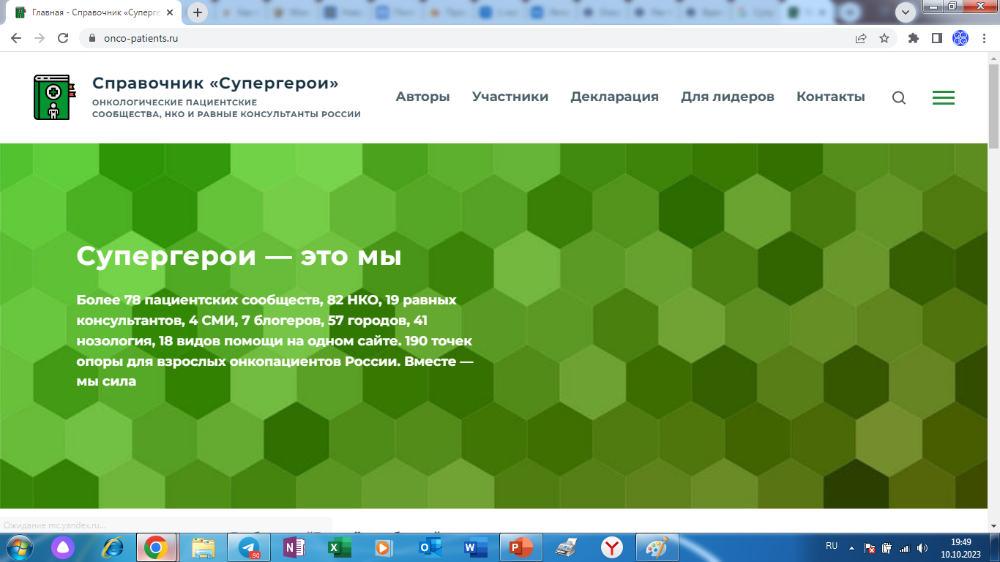 Главная - Справочник «Суперге
onco-patients.ru
Справочник «Супергерои»
ОНКОЛОГИЧЕСКИЕ ПАЦИЕНТСКИЕ
СООБЩЕСТВА, НКО И РАВНЫЕ КОНСУЛЬТАНТЫ РОССИИ
Авторы
Участники
Декларация
Для лидеров
Контакты
Супергерои — это мы
Более 78 пациентских сообществ, 82 НКО, 19 равных
консультантов, 4 СМИ, 7 блогеров, 57 городов, 41
нозология, 18 видов помощи на одном сайте. 190 точек
опоры для взрослых онкопациентов России. Вместе —
мы сила
Ожидание mc.yandex.ru...
90
RU
19:49
10.10.2023